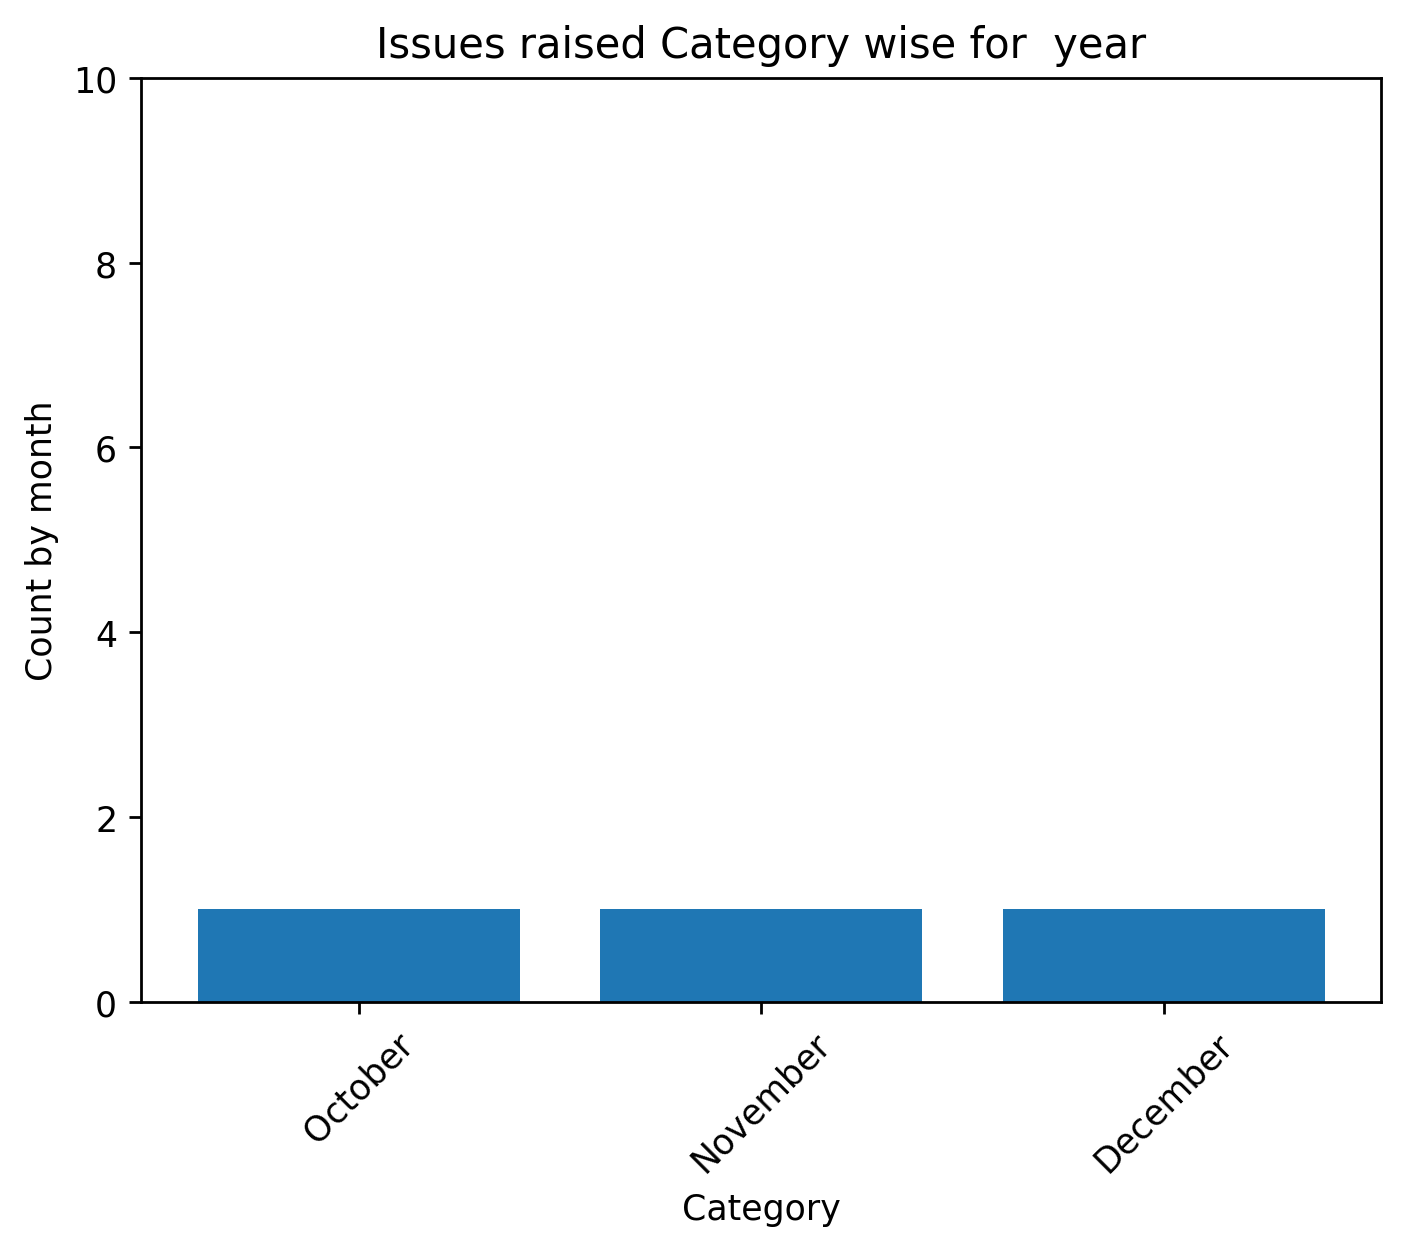 Issues raised Category wise for  year
10
8
6
4
2
0
Count by month
October
November
December
Category